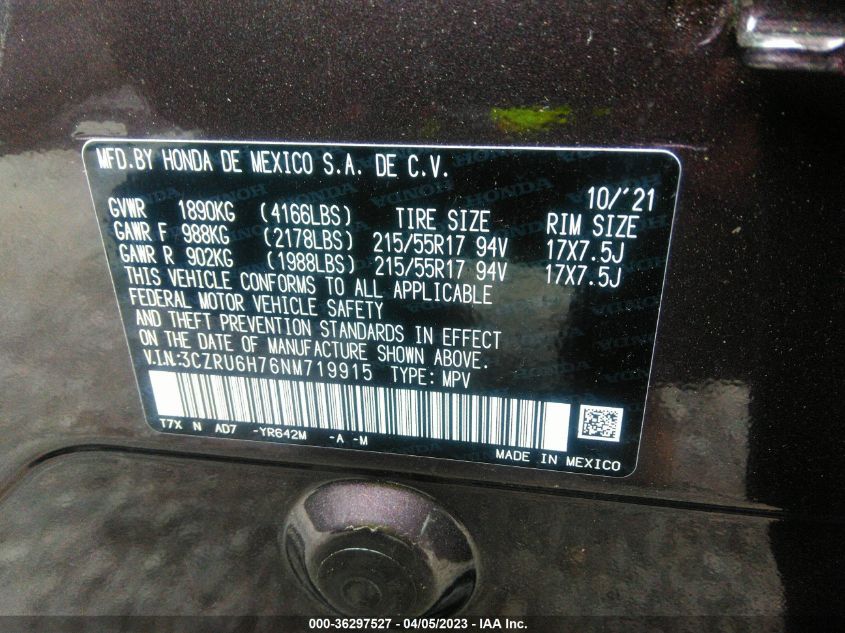 MFD.BY HONDA DE MEXICO S.A. DE C.V.
10/'21
GVWR 1890KG (4166LBS) TIRE SIZE RIM SIZE
GAWR F 988KG (2178LBS) 215/55R17 94V 17X7.5J
GAWR R 902KG (1988LBS) 215/55R17 94V 17X7.5J
THIS VEHICLE CONFORMS TO ALL APPLICABLE
FEDERAL MOTOR VEHICLE SAFETY
AND THEFT PREVENTION STANDARDS IN EFFECT
ON THE DATE OF MANUFACTURE SHOWN ABOVE.
V.I.N.:3CZRU6H76NM719915 TYPE: MPV
T7X N AD7 -YR642M -A -M
MADE IN MEXICO
000-36297527 - 04/05/2023 - IAA Inc.